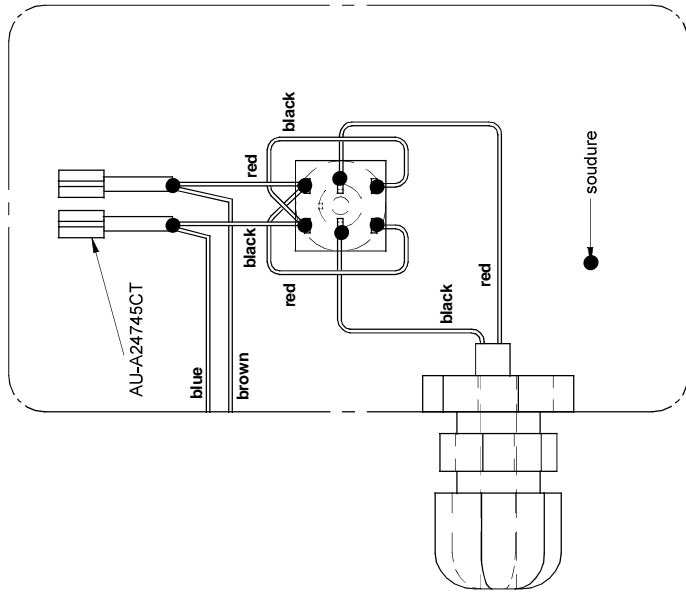 black
red
black
red
AU-A24745CT
blue
brown
black
red
soudure